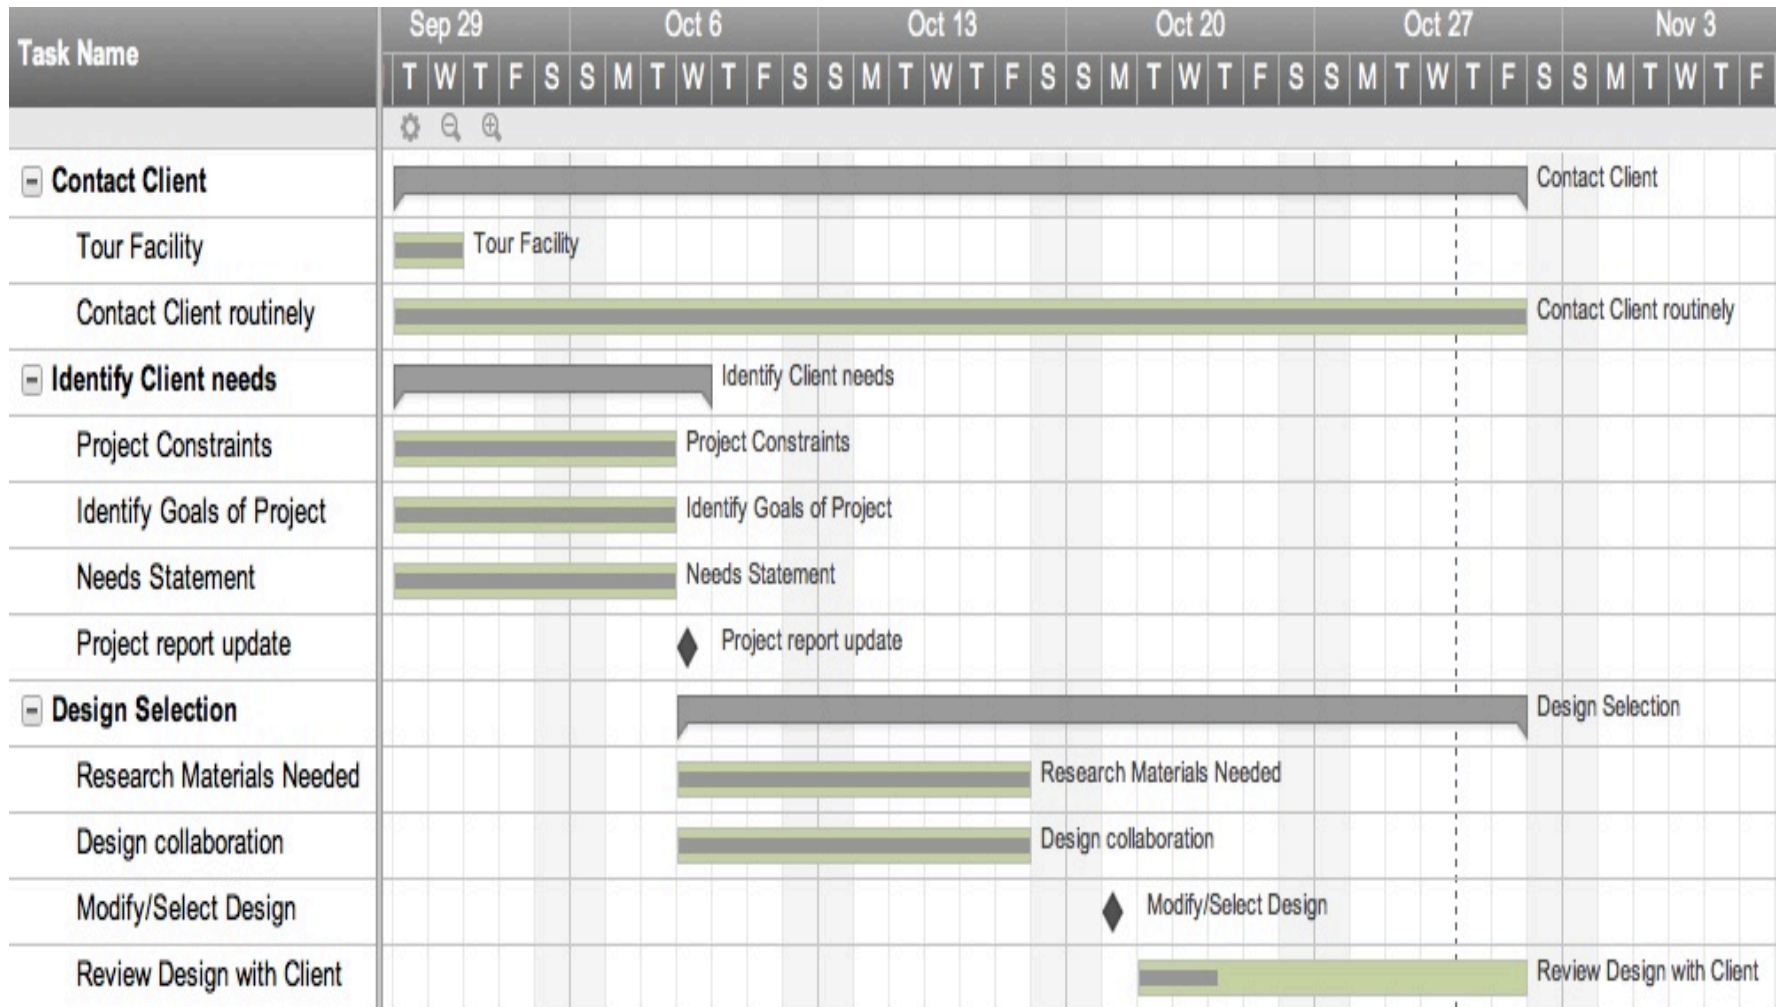 Sep 29 Oct 6 Oct 13 Oct 20 Oct 27 Nov 3
Task Name
T W T F S S M T W T F S S M T W T F S S M T W T F S S M T W T F S S M T W T F
Contact Client Contact Client
Tour Facility Tour Facility
Contact Client routinely Contact Client routinely
Identify Client needs Identify Client needs
Project Constraints Project Constraints
Identify Goals of Project Identify Goals of Project
Needs Statement Needs Statement
Project report update Project report update
Design Selection Design Selection
Research Materials Needed Research Materials Needed
Design collaboration Design collaboration
Modify/Select Design Modify/Select Design
Review Design with Client Review Design with Client